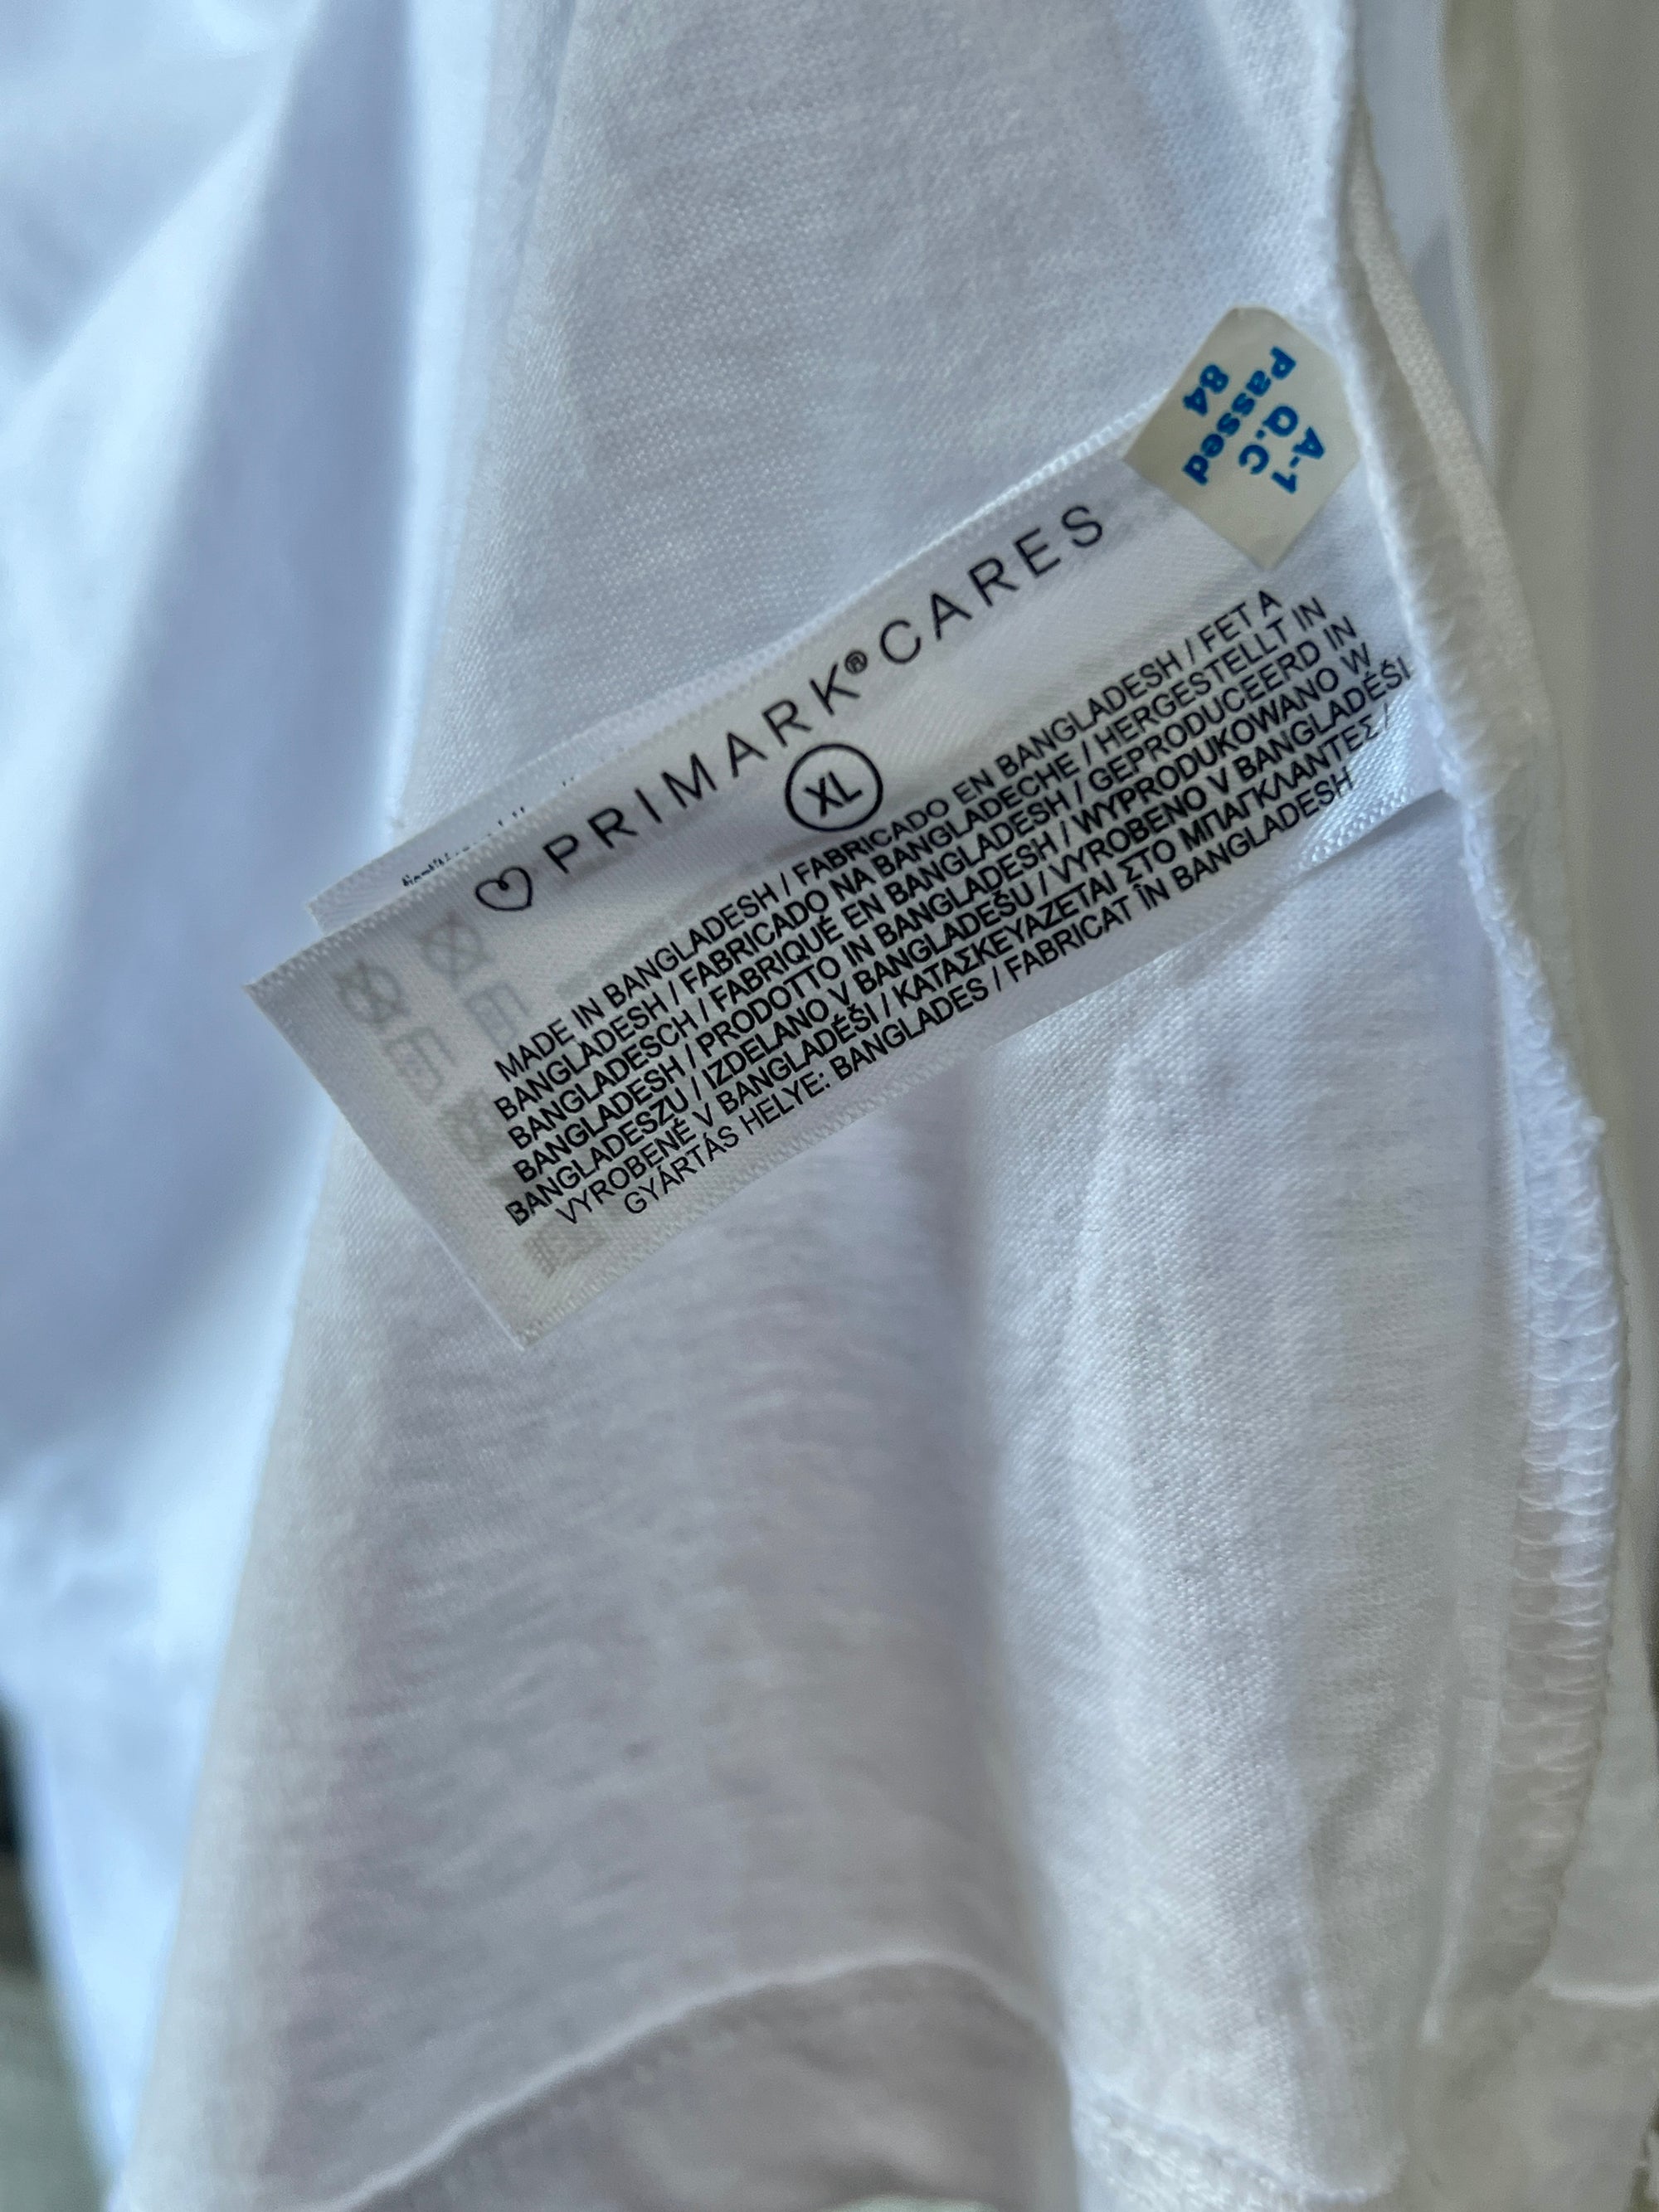 A-1
Q.C
Passed
84
PRIMARK® CARES
XL
MADE IN BANGLADESH / FABRICADO EN BANGLADESH / FET A
BANGLADESH / FABRICADO NA BANGLADECHE / HERGESTELLT IN
BANGLADESCH / FABRIQUÉ EN BANGLADESH / GEPRODUCEERD IN
BANGLADESH / PRODOTTO IN BANGLADESH / WYPRODUKOWANO W
BANGLADESZU / IZDELANO V BANGLADEŠU / VYROBENO V BANGLADÉŠI
VYROBENÉ V BANGLADÉŠI / ΚΑΤΑΣΚΕΥΑΖΕΤΑΙ ΣΤΟ ΜΠΑΓΚΛΑΝΤΕΣ /
GYÁRTÁS HELYE: BANGLADES / FABRICAT ÎN BANGLADESH